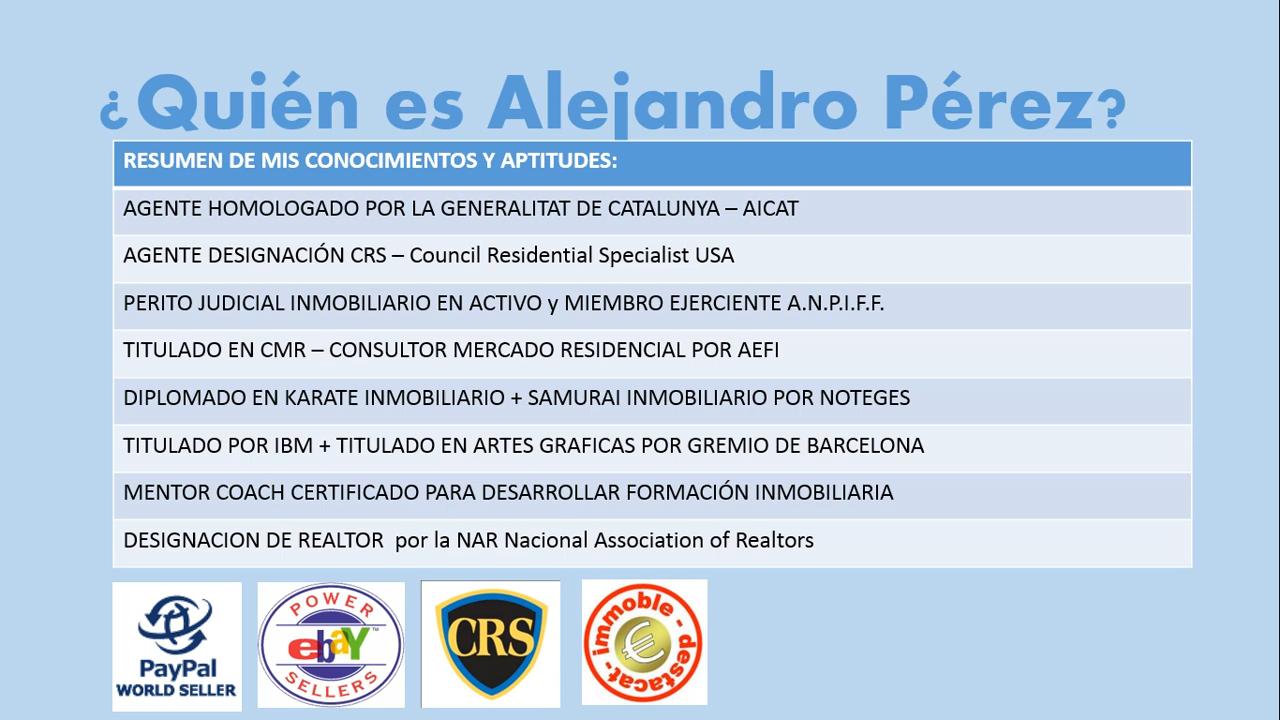 ¿Quién es Alejandro Pérez?
RESUMEN DE MIS CONOCIMIENTOS Y APTITUDES:
AGENTE HOMOLOGADO POR LA GENERALITAT DE CATALUNYA – AICAT
AGENTE DESIGNACIÓN CRS – Council Residential Specialist USA
PERITO JUDICIAL INMOBILIARIO EN ACTIVO y MIEMBRO EJERCIENTE A.N.P.I.F.F.
TITULADO EN CMR – CONSULTOR MERCADO RESIDENCIAL POR AEFI
DIPLOMADO EN KARATE INMOBILIARIO + SAMURAI INMOBILIARIO POR NOTEGES
TITULADO POR IBM + TITULADO EN ARTES GRAFICAS POR GREMIO DE BARCELONA
MENTOR COACH CERTIFICADO PARA DESARROLLAR FORMACIÓN INMOBILIARIA
DESIGNACION DE REALTOR  por la NAR Nacional Association of Realtors
PayPal
WORLD SELLER
POWER
ebaY™
SELLERS
CRS
immoble - destacat -
€